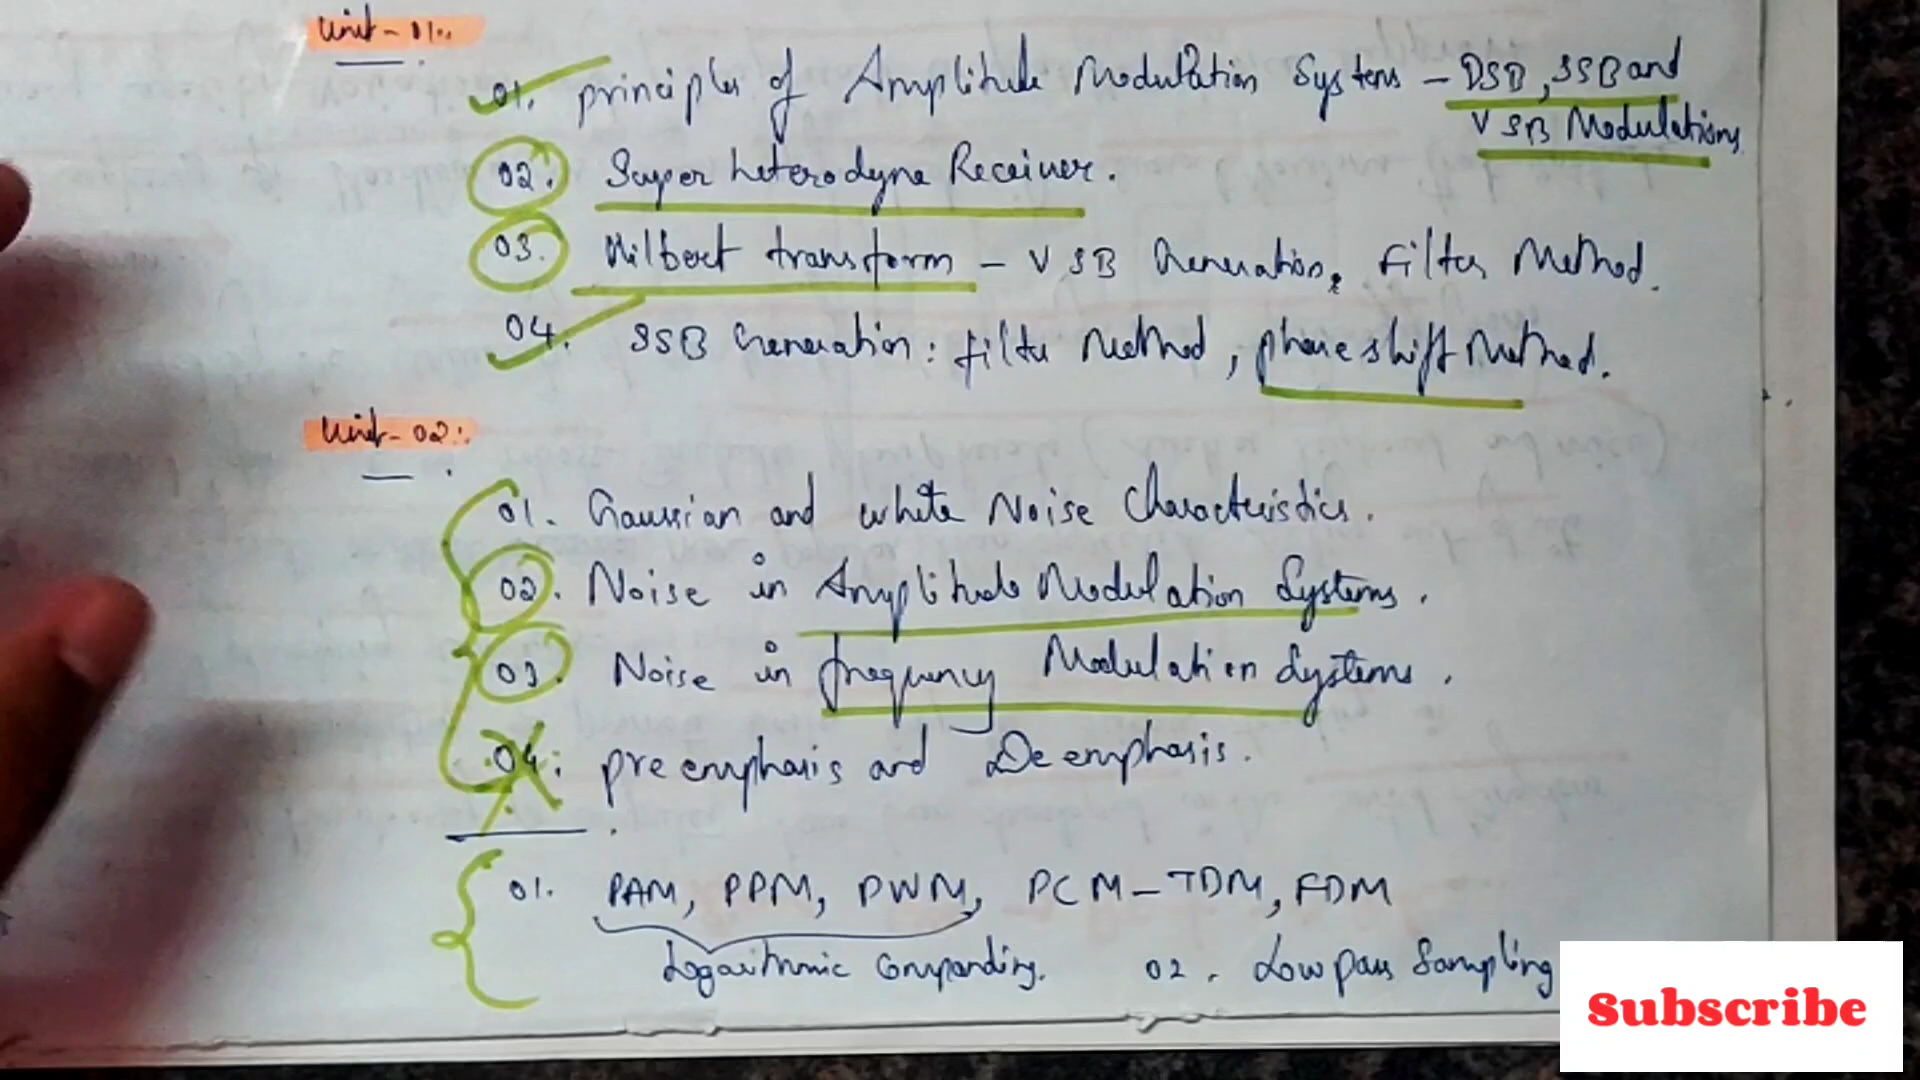 Unit - 01:.
01. principles of Amplitude Modulation Systems - DSB, SSB and
VSB Modulations.
02. Super heterodyne Receiver.
03. Hilbert transform - VSB Generation, Filter Method.
04. SSB Generation: filter Method, phase shift Method.
Unit - 02:.
01. Gaussian and white Noise Characteristics.
02. Noise in Amplitude Modulation Systems.
03. Noise in frequency Modulation Systems.
04. pre emphasis and De emphasis.
01. PAM, PPM, PWM, PCM - TDM, FDM
Logarithmic Companding. 02. Low pass Sampling
Subscribe